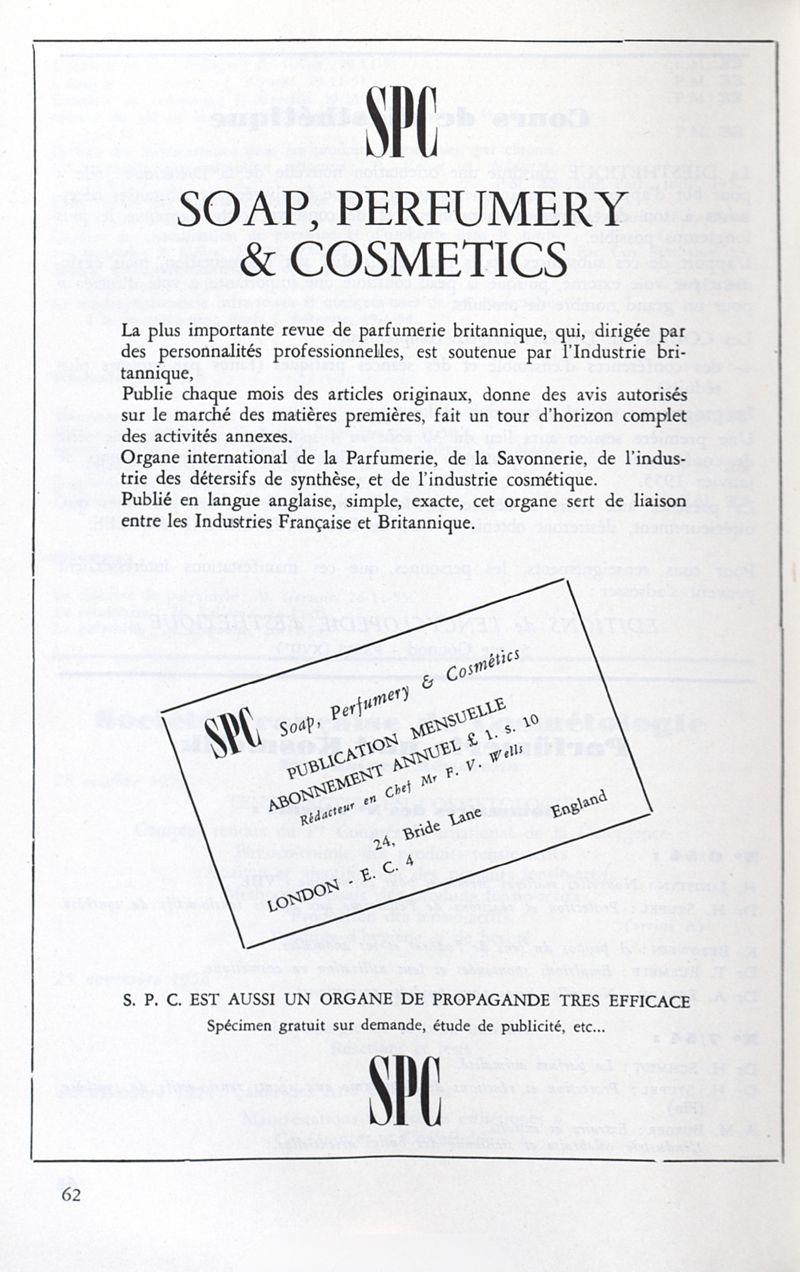 SPC
SOAP, PERFUMERY
& COSMETICS
La plus importante revue de parfumerie britannique, qui, dirigée par
des personnalités professionnelles, est soutenue par l'Industrie bri-
tannique,
Publie chaque mois des articles originaux, donne des avis autorisés
sur le marché des matières premières, fait un tour d'horizon complet
des activités annexes.
Organe international de la Parfumerie, de la Savonnerie, de l'indus-
trie des détersifs de synthèse, et de l'industrie cosmétique.
Publié en langue anglaise, simple, exacte, cet organe sert de liaison
entre les Industries Française et Britannique.
SPC Soap, Perfumery & Cosmétics
PUBLICATION MENSUELLE
ABONNEMENT ANNUEL £ 1. s. 10
Rédacteur en Chef Mr F. V. Wells
24, Bride Lane
LONDON - E. C. 4 England
S. P. C. EST AUSSI UN ORGANE DE PROPAGANDE TRES EFFICACE
Spécimen gratuit sur demande, étude de publicité, etc...
SPC
62